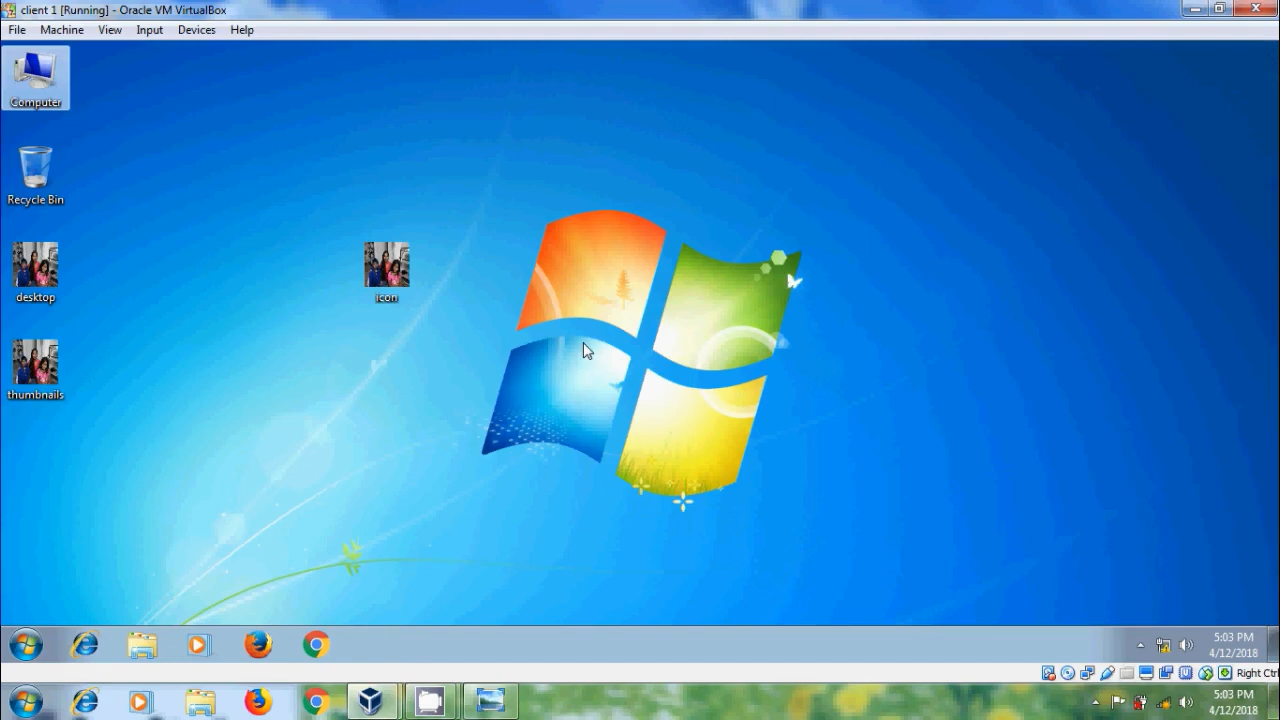 client 1 [Running] - Oracle VM VirtualBox
File Machine View Input Devices Help
Computer
Recycle Bin
desktop
icon
thumbnails
5:03 PM
4/12/2018
Right Ctrl
5:03 PM
4/12/2018